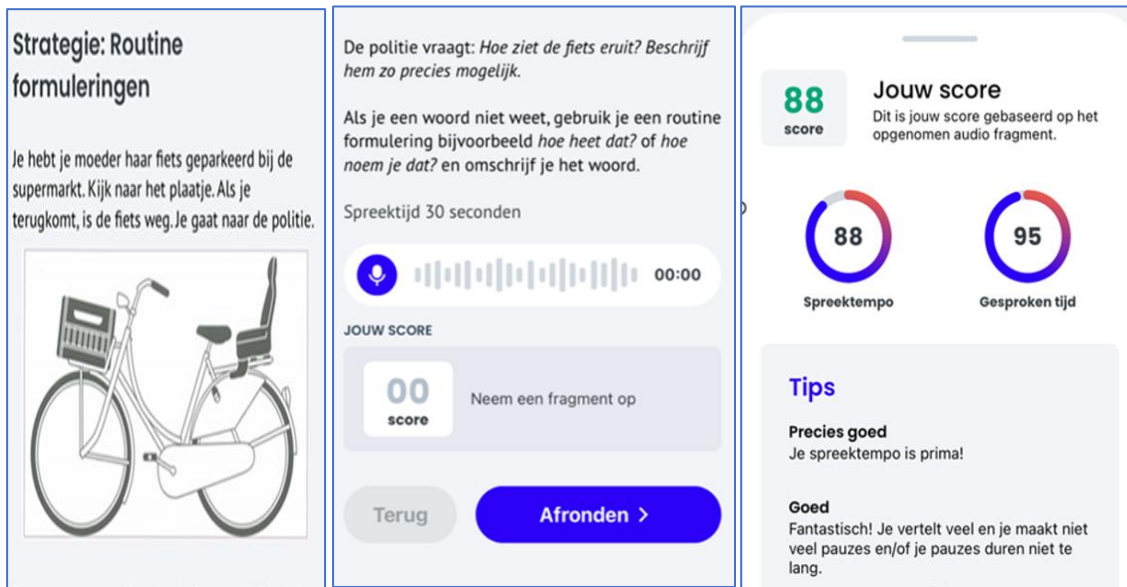 Strategie: Routine
formuleringen
Je hebt je moeder haar fiets geparkeerd bij de
supermarkt. Kijk naar het plaatje. Als je
terugkomt, is de fiets weg. Je gaat naar de politie.
De politie vraagt: Hoe ziet de fiets eruit? Beschrijf
hem zo precies mogelijk.
Als je een woord niet weet, gebruik je een routine
formulering bijvoorbeeld hoe heet dat? of hoe
noem je dat? en omschrijf je het woord.
Spreektijd 30 seconden
00:00
JOUW SCORE
00
score
Neem een fragment op
Terug
Afronden >
88
score
Jouw score
Dit is jouw score gebaseerd op het
opgenomen audio fragment.
88
Spreektempo
95
Gesproken tijd
Tips
Precies goed
Je spreektempo is prima!
Goed
Fantastisch! Je vertelt veel en je maakt niet
veel pauzes en/of je pauzes duren niet te
lang.